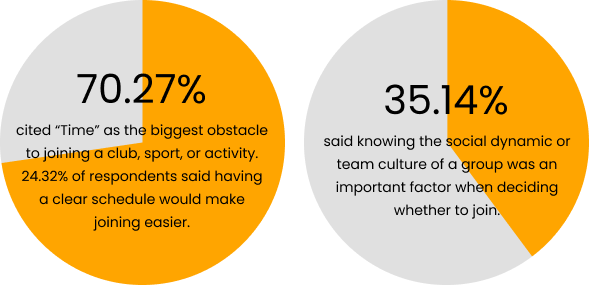 70.27%
cited “Time” as the biggest obstacle
to joining a club, sport, or activity.
24.32% of respondents said having
a clear schedule would make
joining easier.
35.14%
said knowing the social dynamic or
team culture of a group was an
important factor when deciding
whether to join.